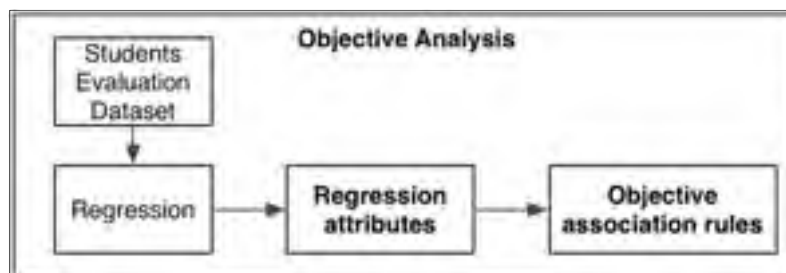 Objective Analysis
Students
Evaluation
Dataset
Regression
Regression
attributes
Objective
association rules